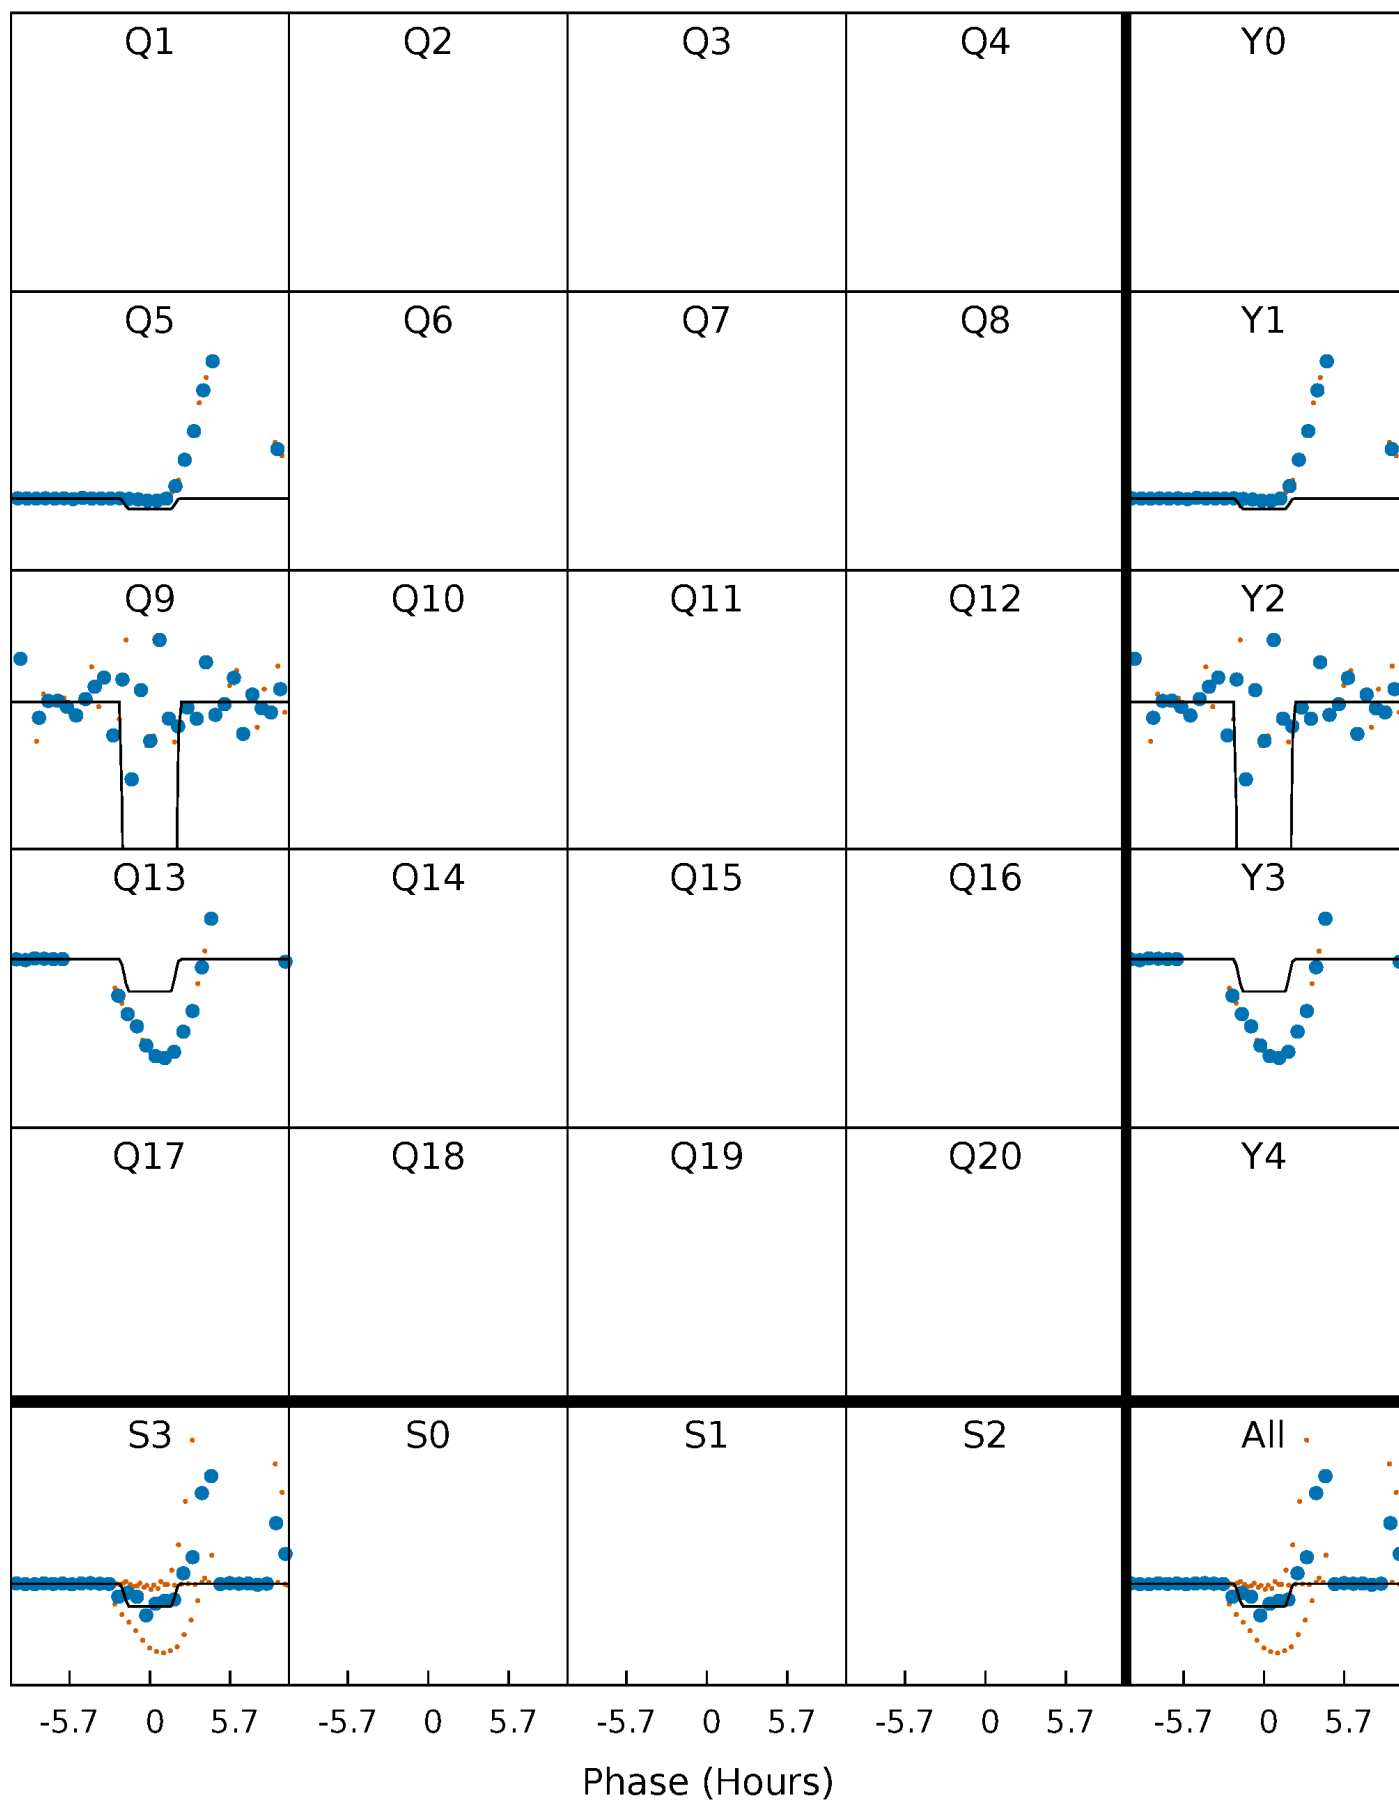 Q1 Q2 Q3 Q4 Y0
Q5 Q6 Q7 Q8 Y1
Q9 Q10 Q11 Q12 Y2
Q13 Q14 Q15 Q16 Y3
Q17 Q18 Q19 Q20 Y4
S3 S0 S1 S2 All
-5.7 0 5.7 -5.7 0 5.7 -5.7 0 5.7 -5.7 0 5.7 -5.7 0 5.7
Phase (Hours)